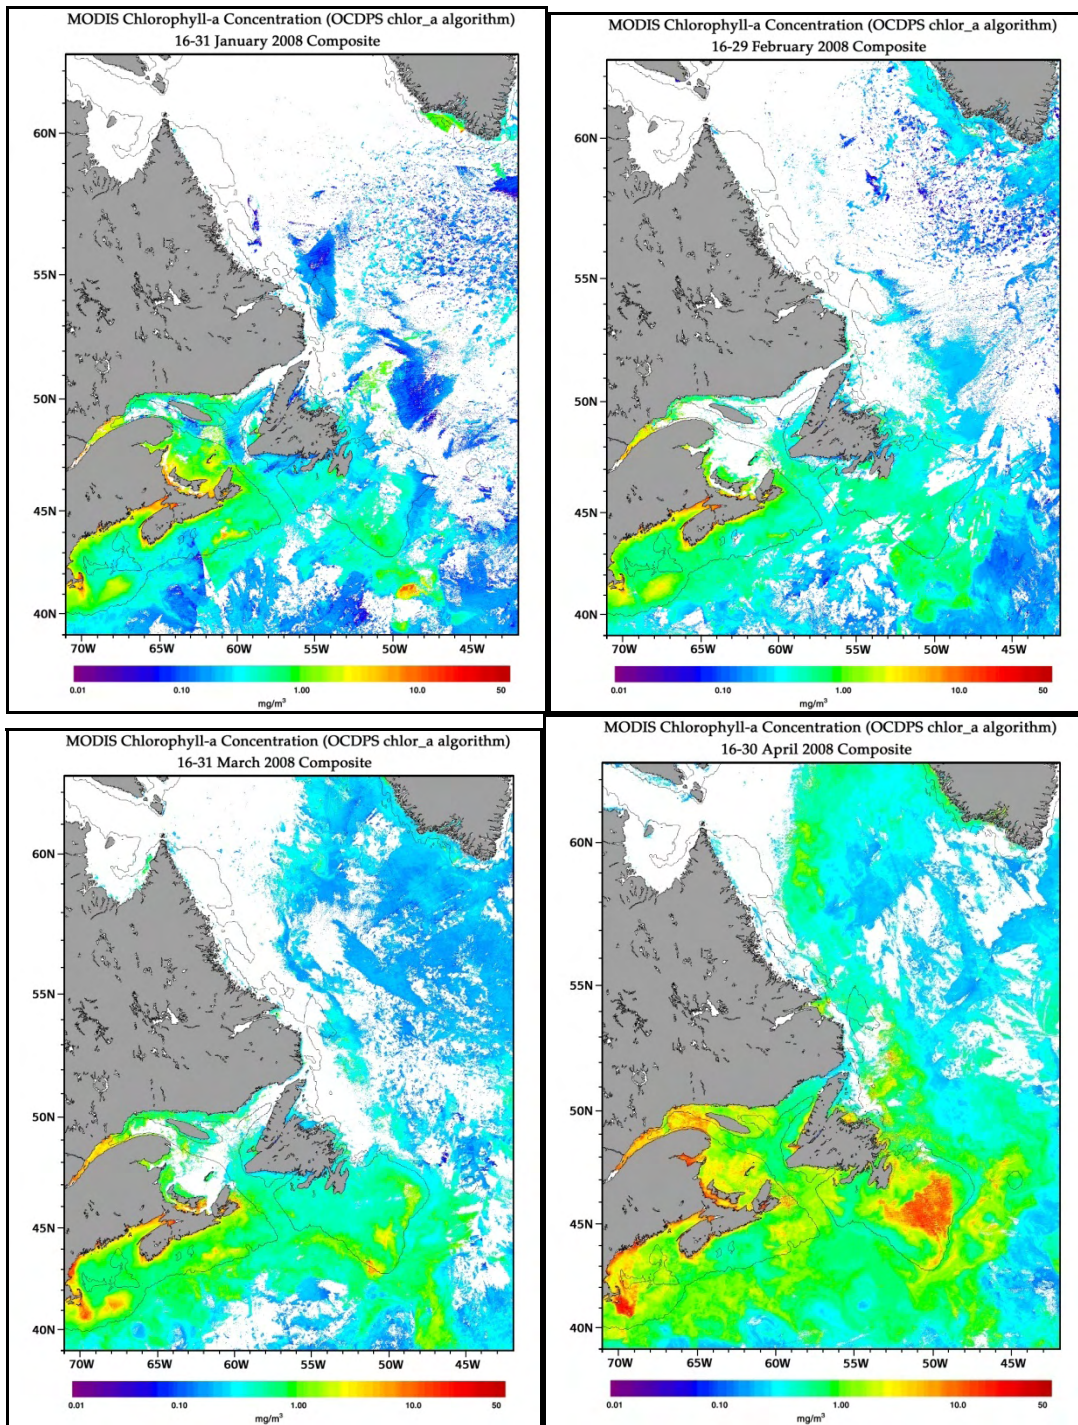 MODIS Chlorophyll-a Concentration (OCDPS chlor_a algorithm)
16-31 January 2008 Composite
60N
55N
50N
45N
40N
70W 65W 60W 55W 50W 45W
0.01 0.10 1.00 10.0 50
mg/m³
MODIS Chlorophyll-a Concentration (OCDPS chlor_a algorithm)
16-29 February 2008 Composite
60N
55N
50N
45N
40N
70W 65W 60W 55W 50W 45W
0.01 0.10 1.00 10.0 50
mg/m³
MODIS Chlorophyll-a Concentration (OCDPS chlor_a algorithm)
16-31 March 2008 Composite
60N
55N
50N
45N
40N
70W 65W 60W 55W 50W 45W
0.01 0.10 1.00 10.0 50
mg/m³
MODIS Chlorophyll-a Concentration (OCDPS chlor_a algorithm)
16-30 April 2008 Composite
60N
55N
50N
45N
40N
70W 65W 60W 55W 50W 45W
0.01 0.10 1.00 10.0 50
mg/m³